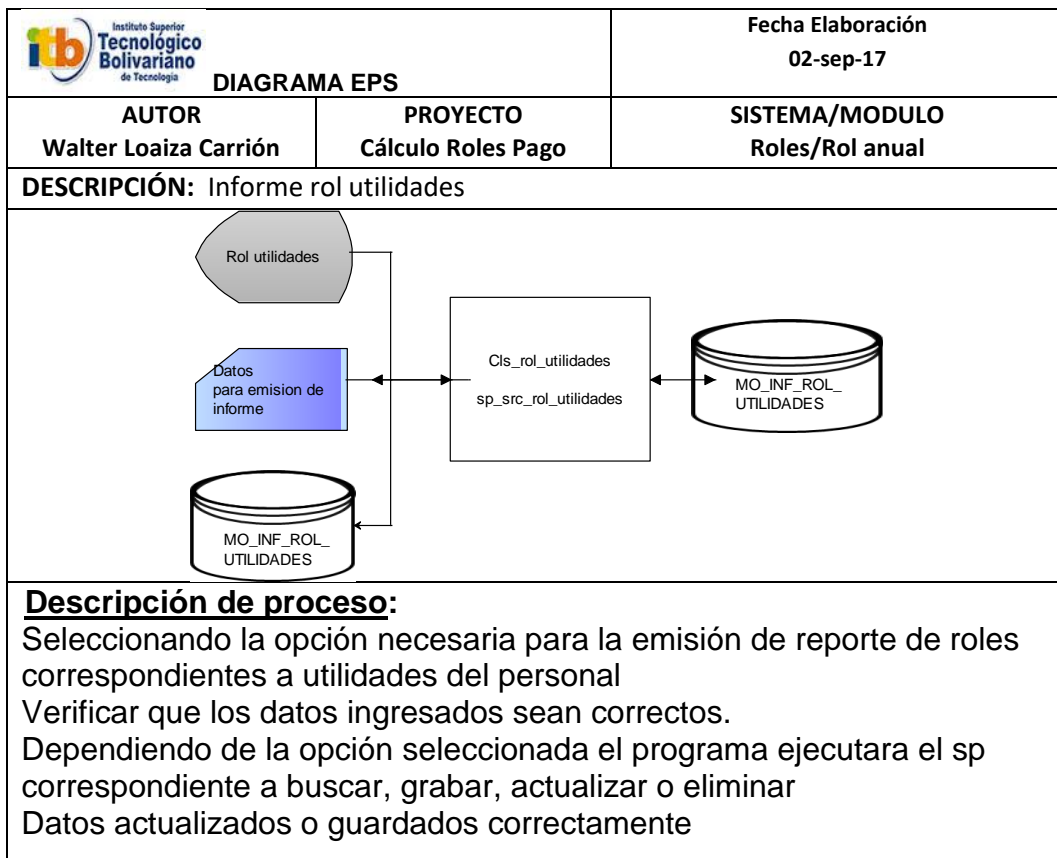 itb
Instituto Superior
Tecnológico
Bolivariano
de Tecnología
DIAGRAMA EPS
Fecha Elaboración
02-sep-17
AUTOR
Walter Loaiza Carrión
PROYECTO
Cálculo Roles Pago
SISTEMA/MODULO
Roles/Rol anual
DESCRIPCIÓN: Informe rol utilidades
Rol utilidades
Datos
para emision de
informe
Cls_rol_utilidades
sp_src_rol_utilidades
MO_INF_ROL_
UTILIDADES
MO_INF_ROL_
UTILIDADES
Descripción de proceso:
Seleccionando la opción necesaria para la emisión de reporte de roles
correspondientes a utilidades del personal
Verificar que los datos ingresados sean correctos.
Dependiendo de la opción seleccionada el programa ejecutara el sp
correspondiente a buscar, grabar, actualizar o eliminar
Datos actualizados o guardados correctamente